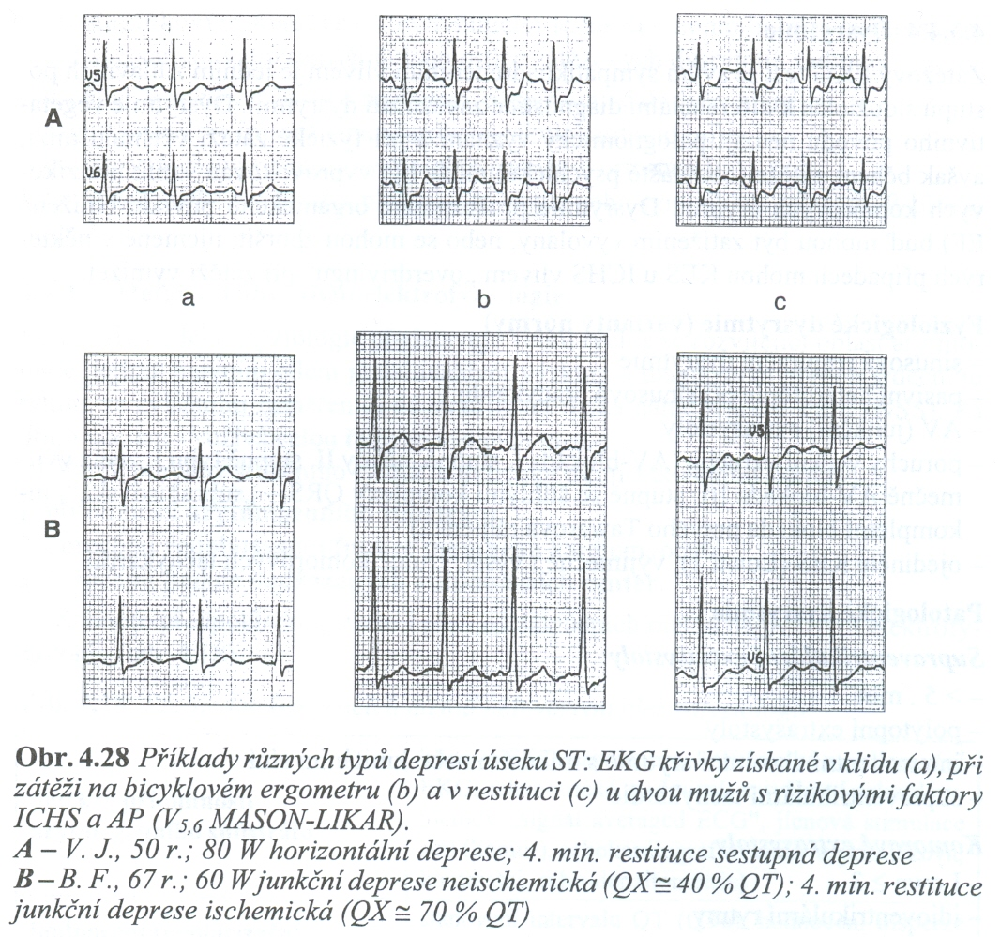 V5
V6
A
a
b
c
V5
V6
B
Obr. 4.28 Příklady různých typů depresí úseku ST: EKG křivky získané v klidu (a), při
zátěži na bicyklovém ergometru (b) a v restituci (c) u dvou mužů s rizikovými faktory
ICHS a AP (V5,6 MASON-LIKAR).
A – V. J., 50 r.; 80 W horizontální deprese; 4. min. restituce sestupná deprese
B – B. F., 67 r.; 60 W junkční deprese neischemická (QX ≅ 40 % QT); 4. min. restituce
junkční deprese ischemická (QX ≅ 70 % QT)